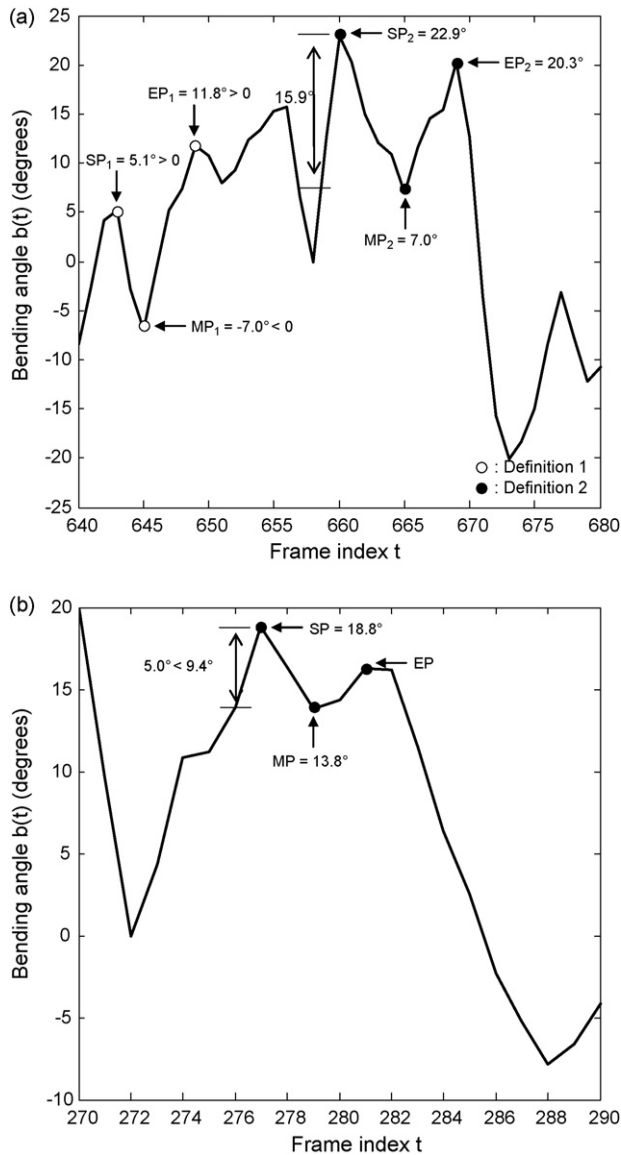 (a)
25
20
15
10
5
0
-5
-10
-15
-20
-25
Bending angle b(t) (degrees)
SP₂ = 22.9°
EP₂ = 20.3°
EP₁ = 11.8° > 0
15.9°
SP₁ = 5.1° > 0
MP₂ = 7.0°
MP₁ = -7.0° < 0
○ : Definition 1
● : Definition 2
640 645 650 655 660 665 670 675 680
Frame index t
(b)
20
15
10
5
0
-5
-10
Bending angle b(t) (degrees)
SP = 18.8°
5.0° < 9.4°
EP
MP = 13.8°
270 272 274 276 278 280 282 284 286 288 290
Frame index t